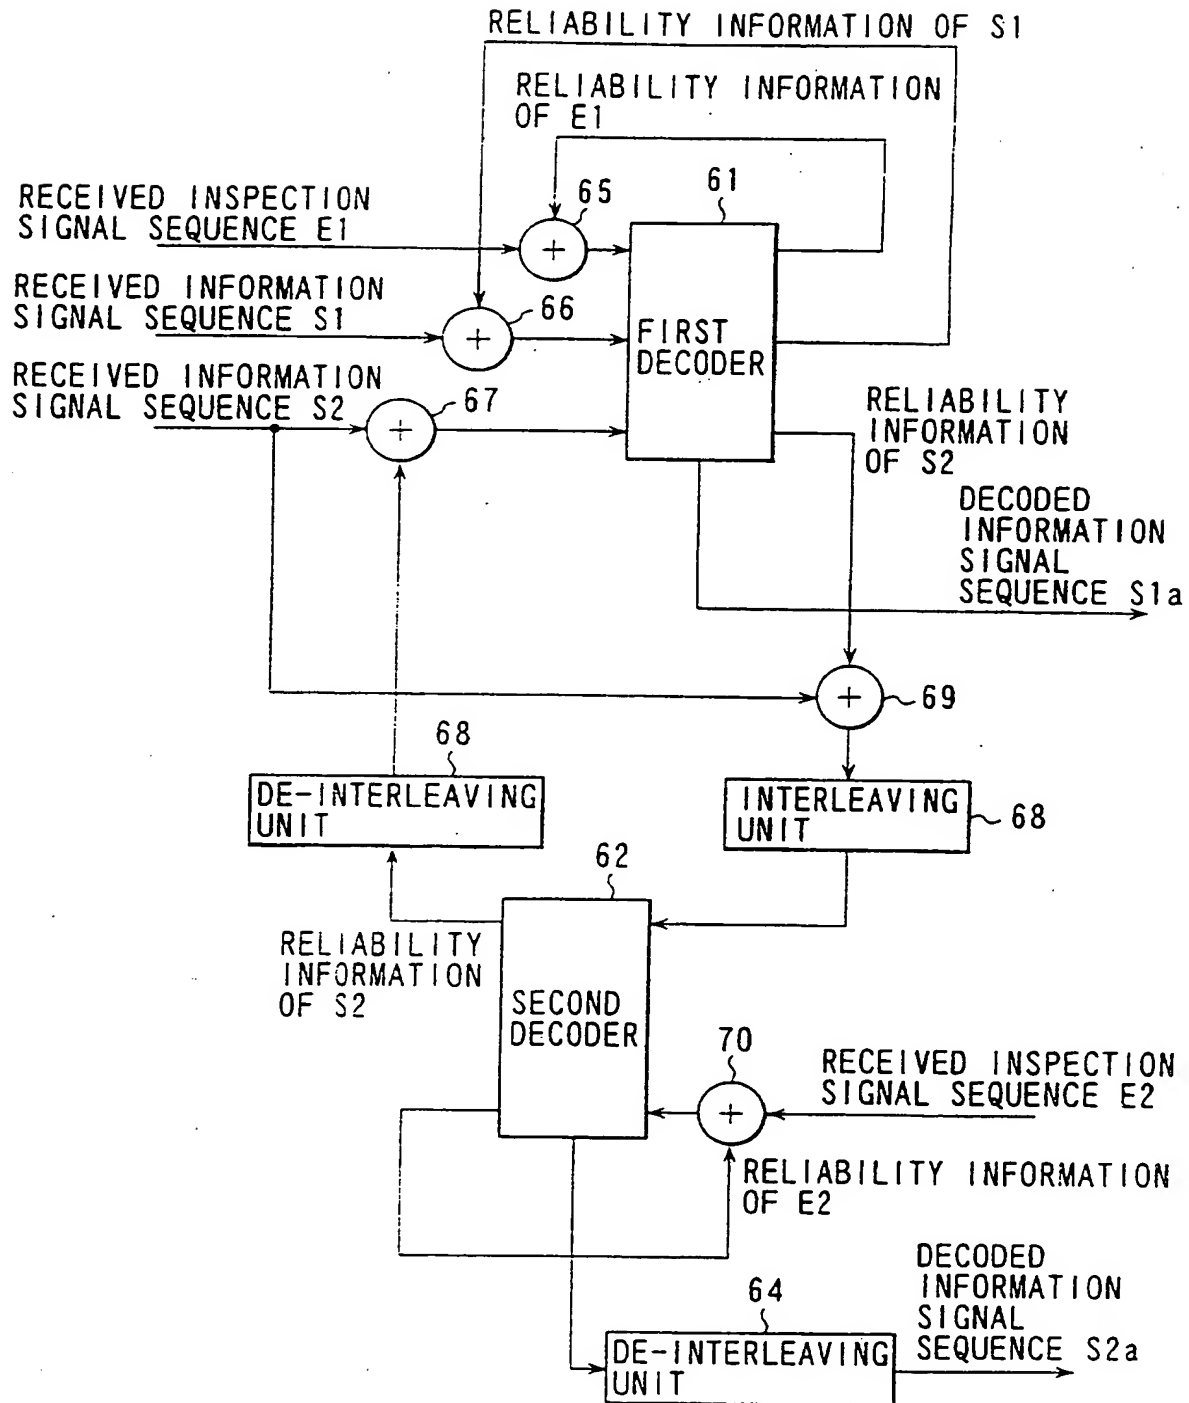 RELIABILITY INFORMATION OF S1
RELIABILITY INFORMATION
OF E1
RECEIVED INSPECTION
SIGNAL SEQUENCE E1
65
61
RECEIVED INFORMATION
SIGNAL SEQUENCE S1
66
FIRST
DECODER
RECEIVED INFORMATION
SIGNAL SEQUENCE S2
67
RELIABILITY
INFORMATION
OF S2
DECODED
INFORMATION
SIGNAL
SEQUENCE S1a
69
68
DE-INTERLEAVING
UNIT
INTERLEAVING
UNIT
68
62
RELIABILITY
INFORMATION
OF S2
SECOND
DECODER
70
RECEIVED INSPECTION
SIGNAL SEQUENCE E2
RELIABILITY INFORMATION
OF E2
64
DE-INTERLEAVING
UNIT
DECODED
INFORMATION
SIGNAL
SEQUENCE S2a